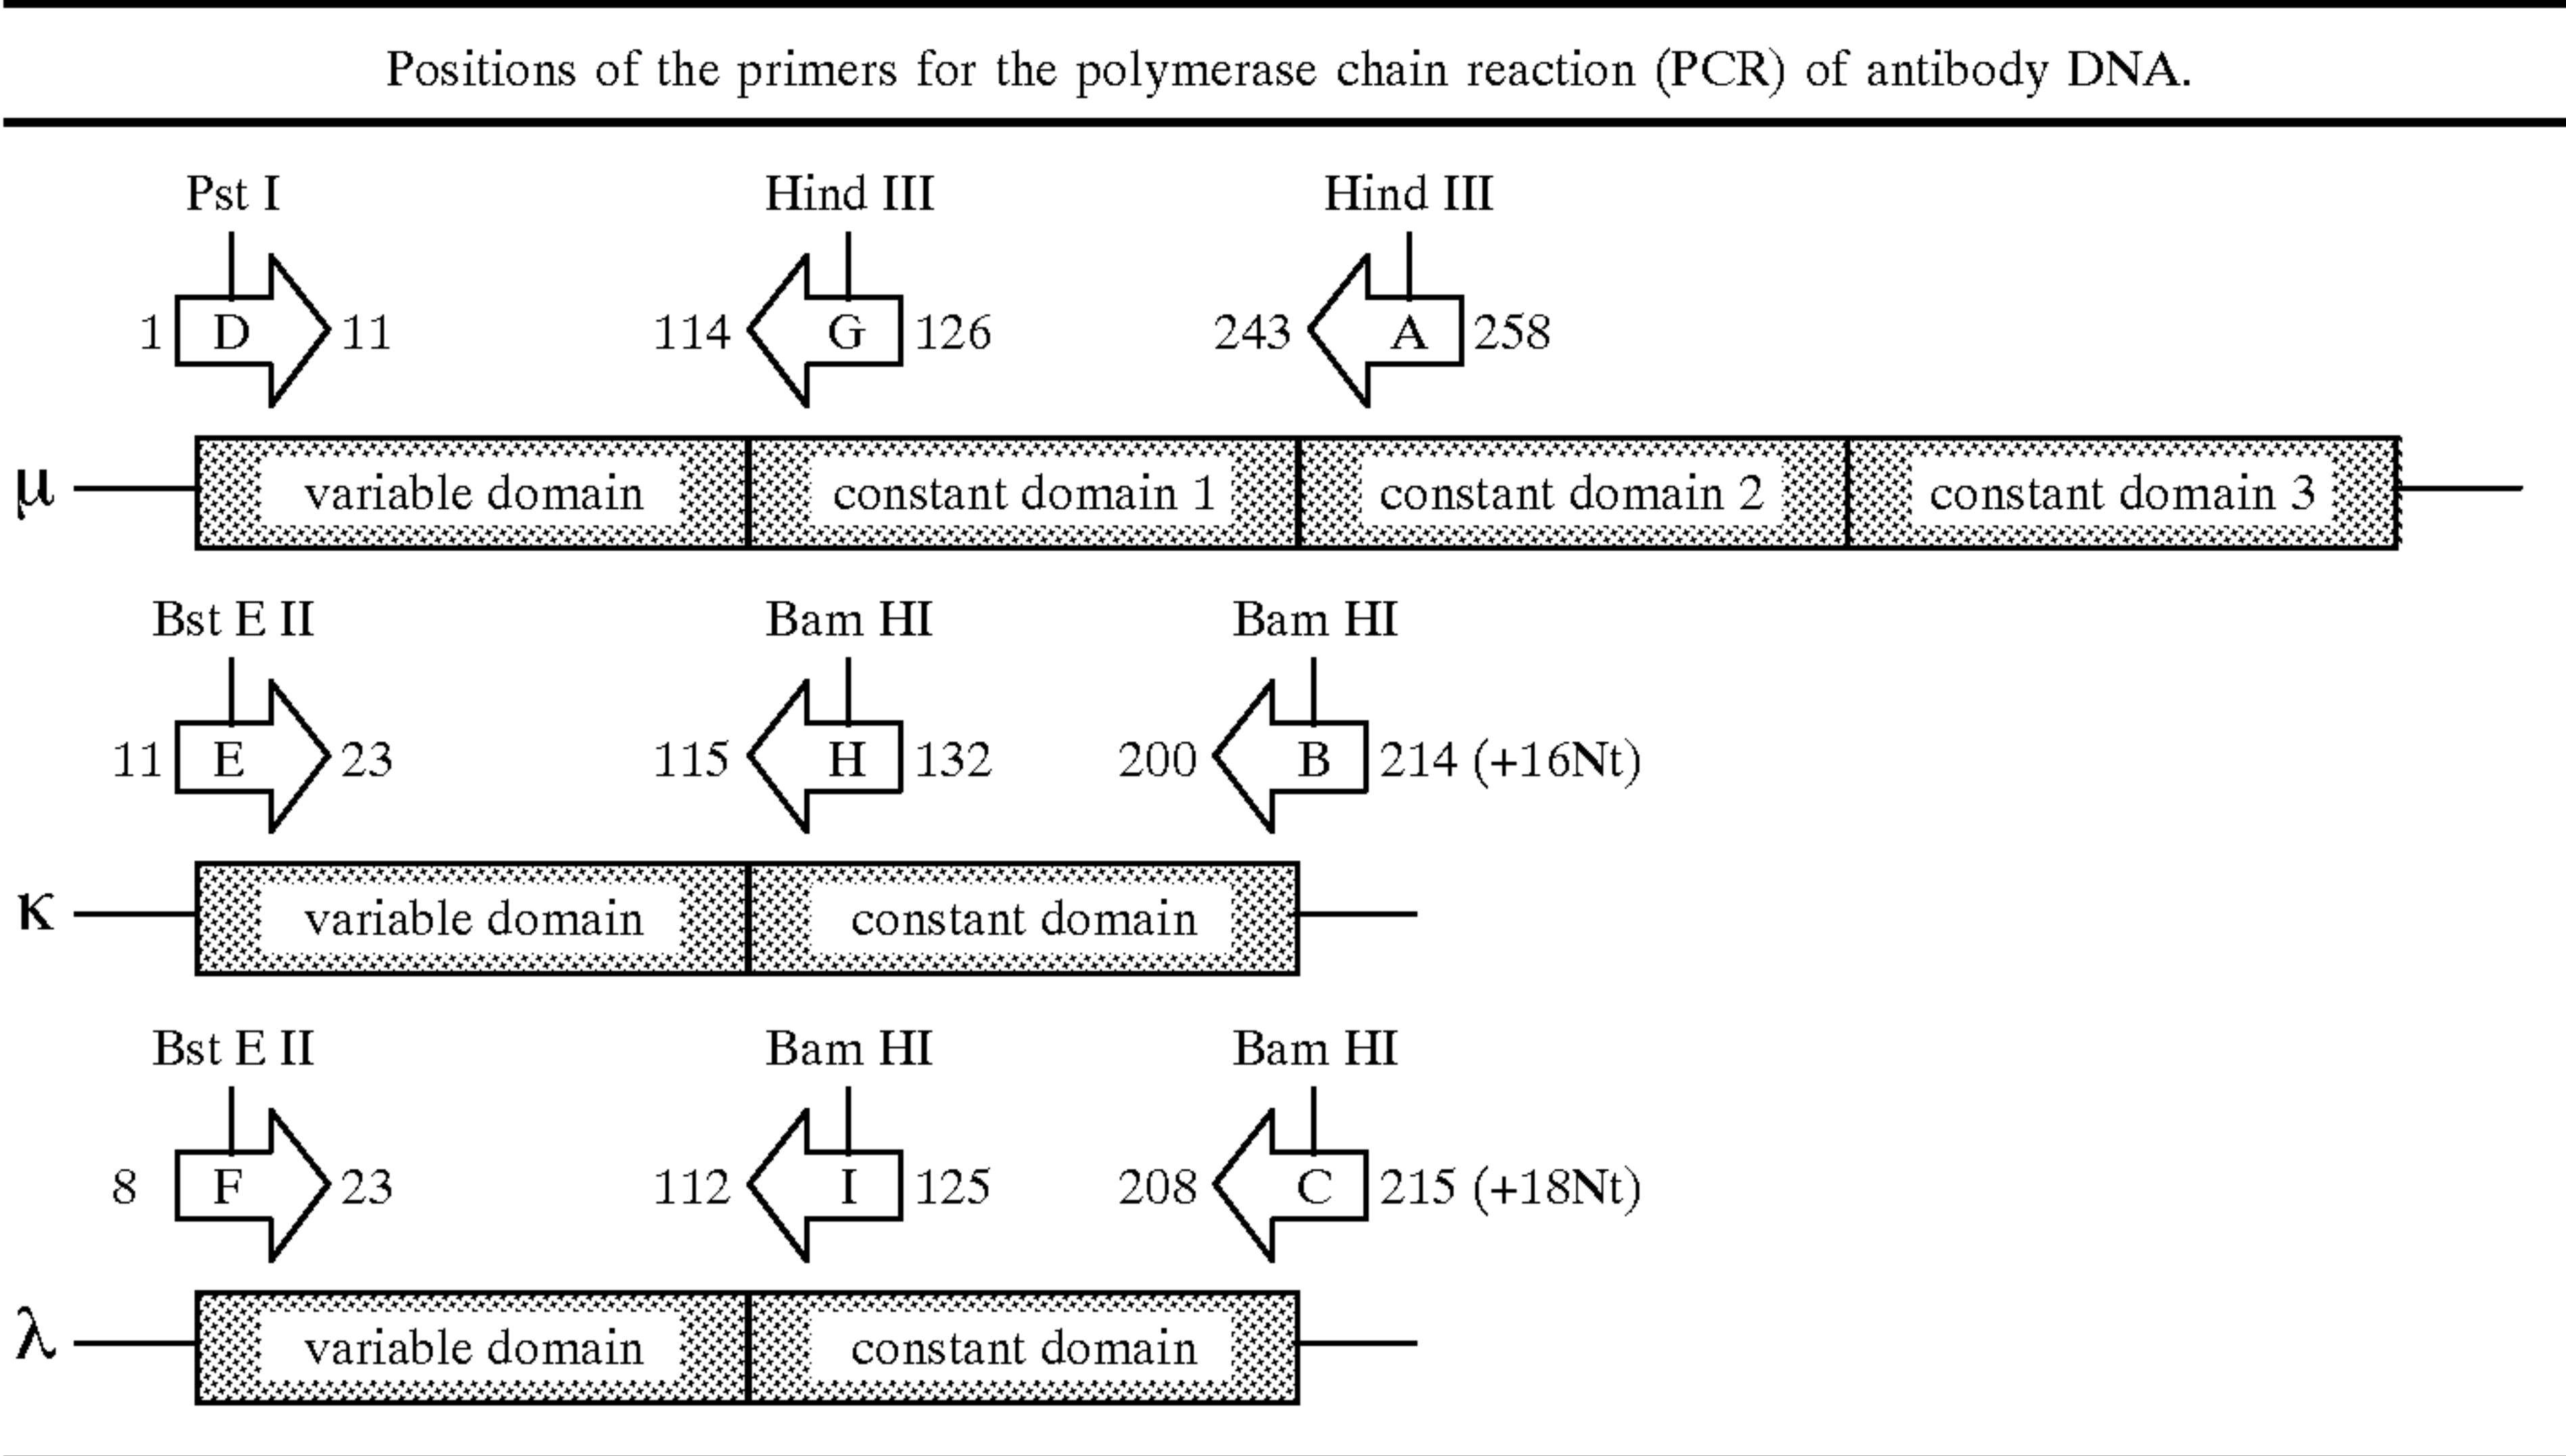 Positions of the primers for the polymerase chain reaction (PCR) of antibody DNA.
Pst I Hind III Hind III
1 D 11 114 G 126 243 A 258
μ variable domain constant domain 1 constant domain 2 constant domain 3
Bst E II Bam HI Bam HI
11 E 23 115 H 132 200 B 214 (+16Nt)
κ variable domain constant domain
Bst E II Bam HI Bam HI
8 F 23 112 I 125 208 C 215 (+18Nt)
λ variable domain constant domain